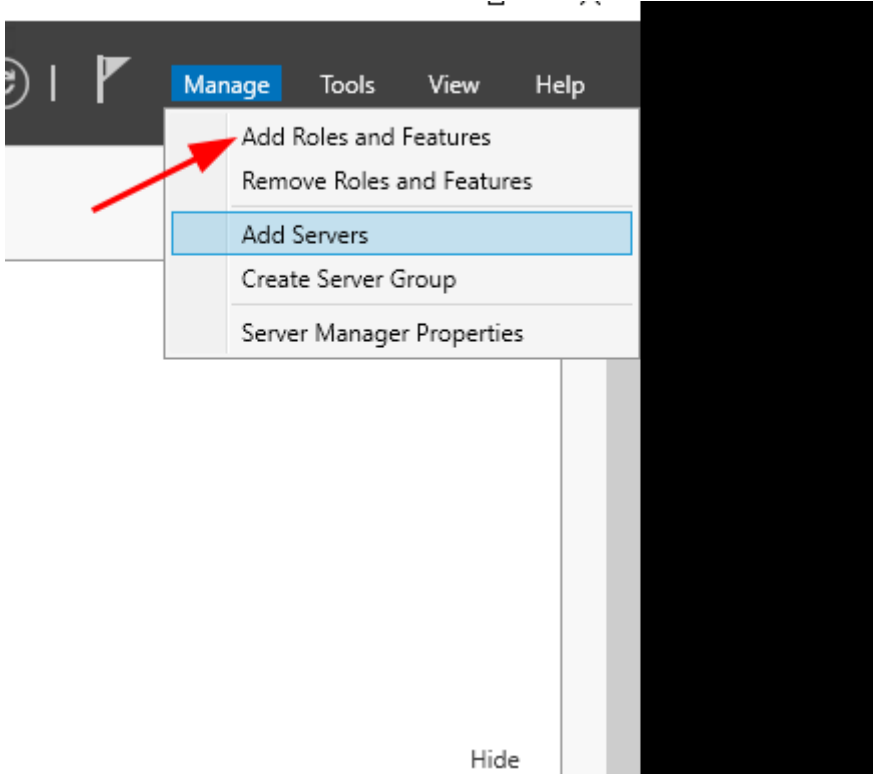 Manage Tools View Help
Add Roles and Features
Remove Roles and Features
Add Servers
Create Server Group
Server Manager Properties
Hide